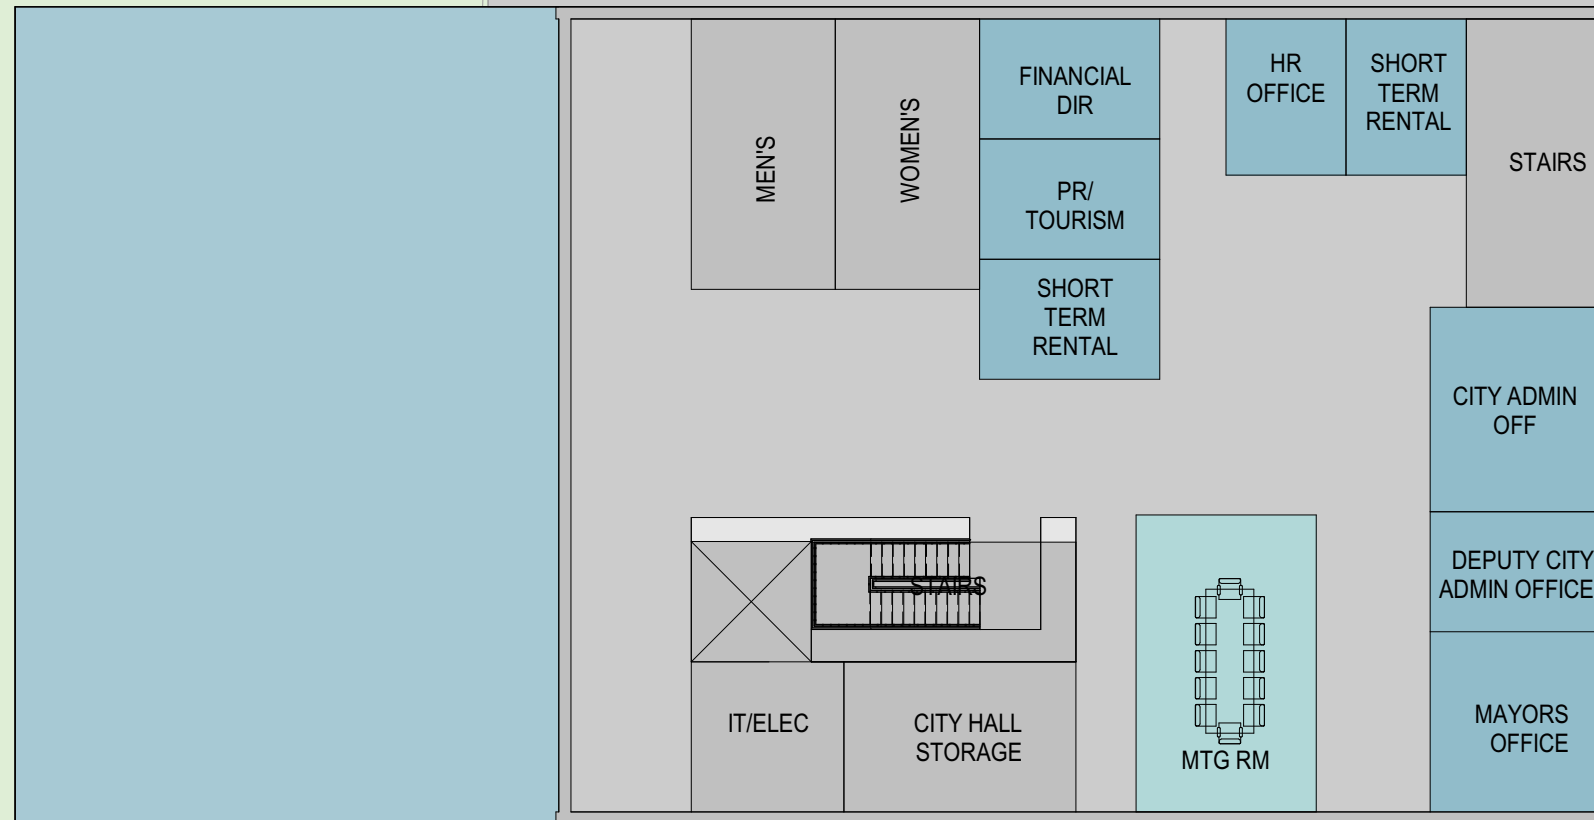 MEN'S
WOMEN'S
FINANCIAL
DIR
PR/
TOURISM
SHORT
TERM
RENTAL
HR
OFFICE
SHORT
TERM
RENTAL
STAIRS
CITY ADMIN
OFF
DEPUTY CITY
ADMIN OFFICE
MAYORS
OFFICE
STAIRS
IT/ELEC
CITY HALL
STORAGE
MTG RM